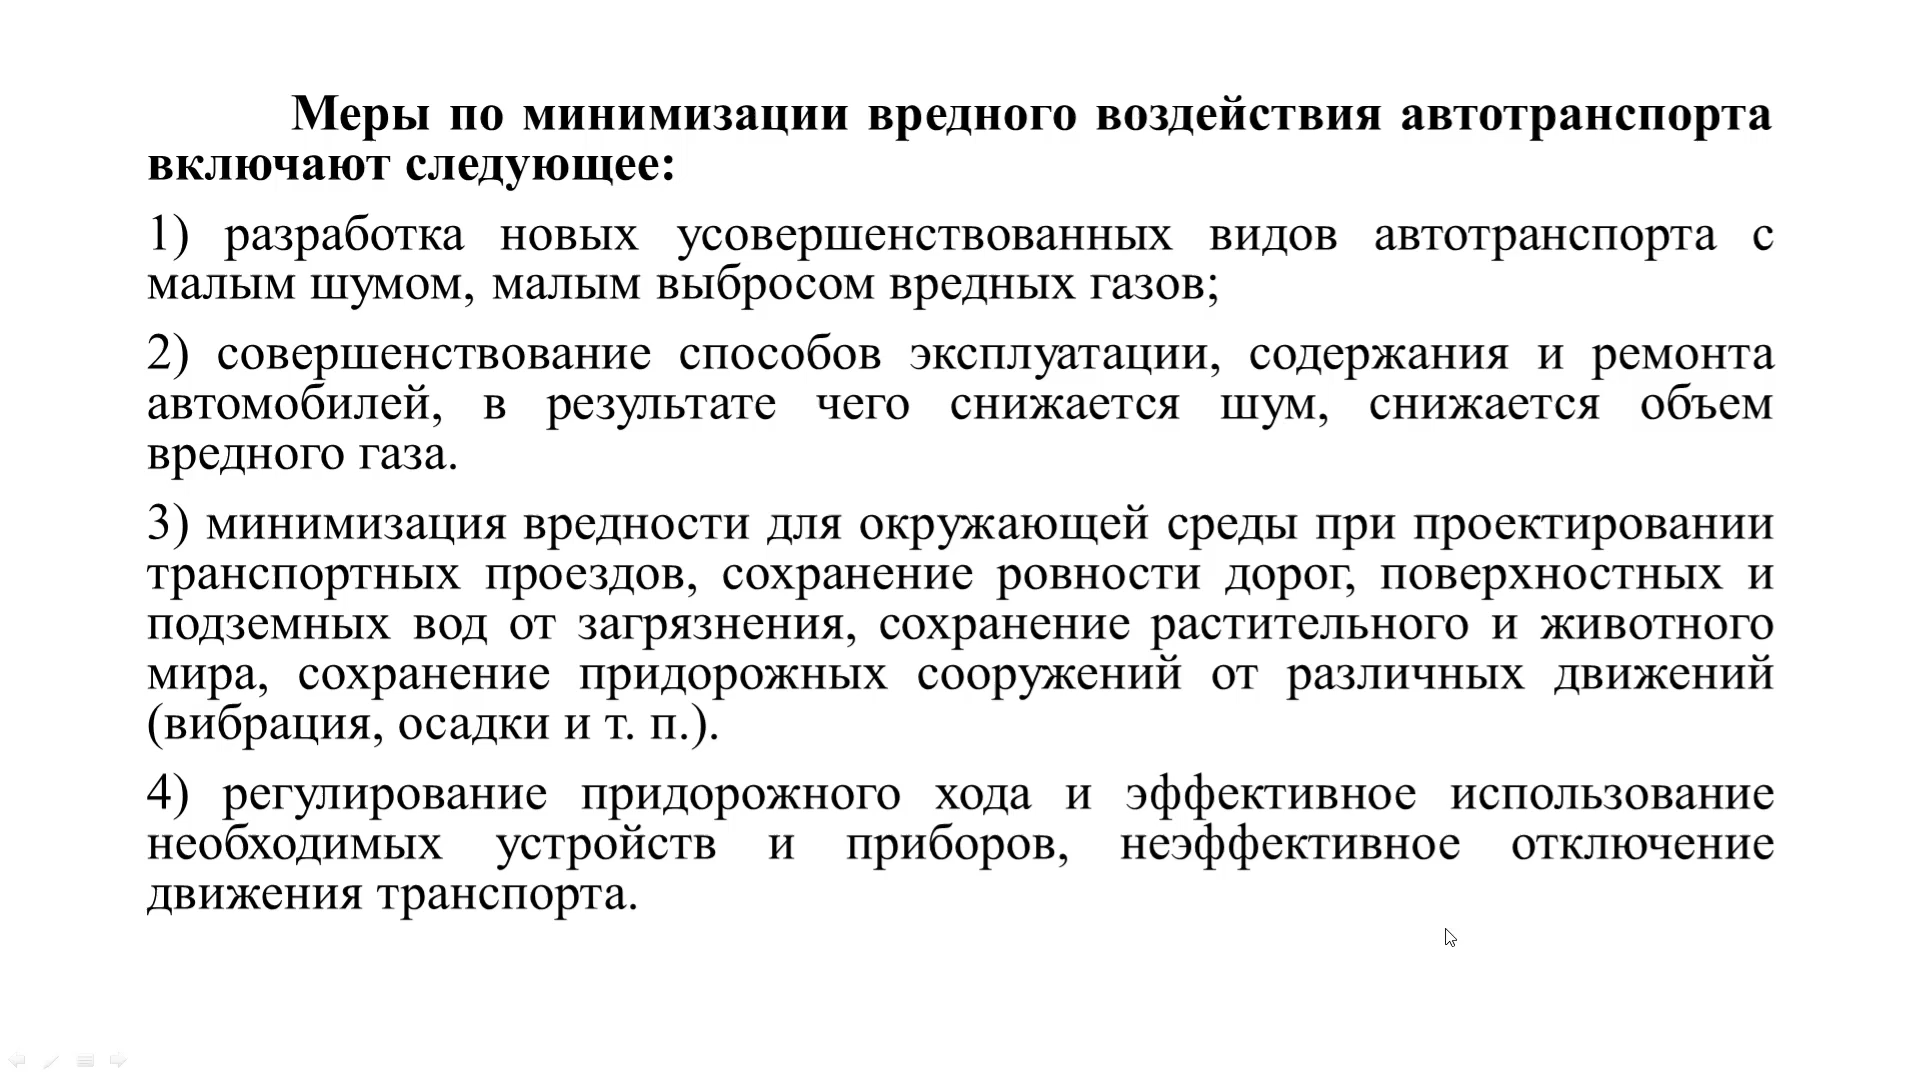 Меры по минимизации вредного воздействия автотранспорта
включают следующее:
1) разработка новых усовершенствованных видов автотранспорта с
малым шумом, малым выбросом вредных газов;
2) совершенствование способов эксплуатации, содержания и ремонта
автомобилей, в результате чего снижается шум, снижается объем
вредного газа.
3) минимизация вредности для окружающей среды при проектировании
транспортных проездов, сохранение ровности дорог, поверхностных и
подземных вод от загрязнения, сохранение растительного и животного
мира, сохранение придорожных сооружений от различных движений
(вибрация, осадки и т. п.).
4) регулирование придорожного хода и эффективное использование
необходимых устройств и приборов, неэффективное отключение
движения транспорта.